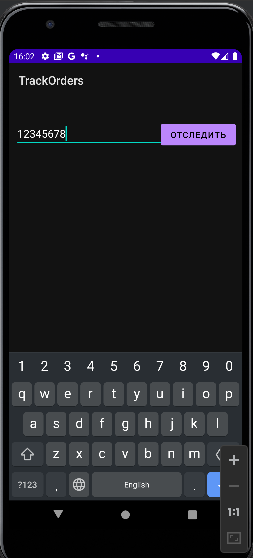 16:02
TrackOrders
12345678
ОТСЛЕДИТЬ
1 2 3 4 5 6 7 8 9 0
q w e r t y u i o p
a s d f g h j k l
z x c v b n m
?123 , English .
1:1